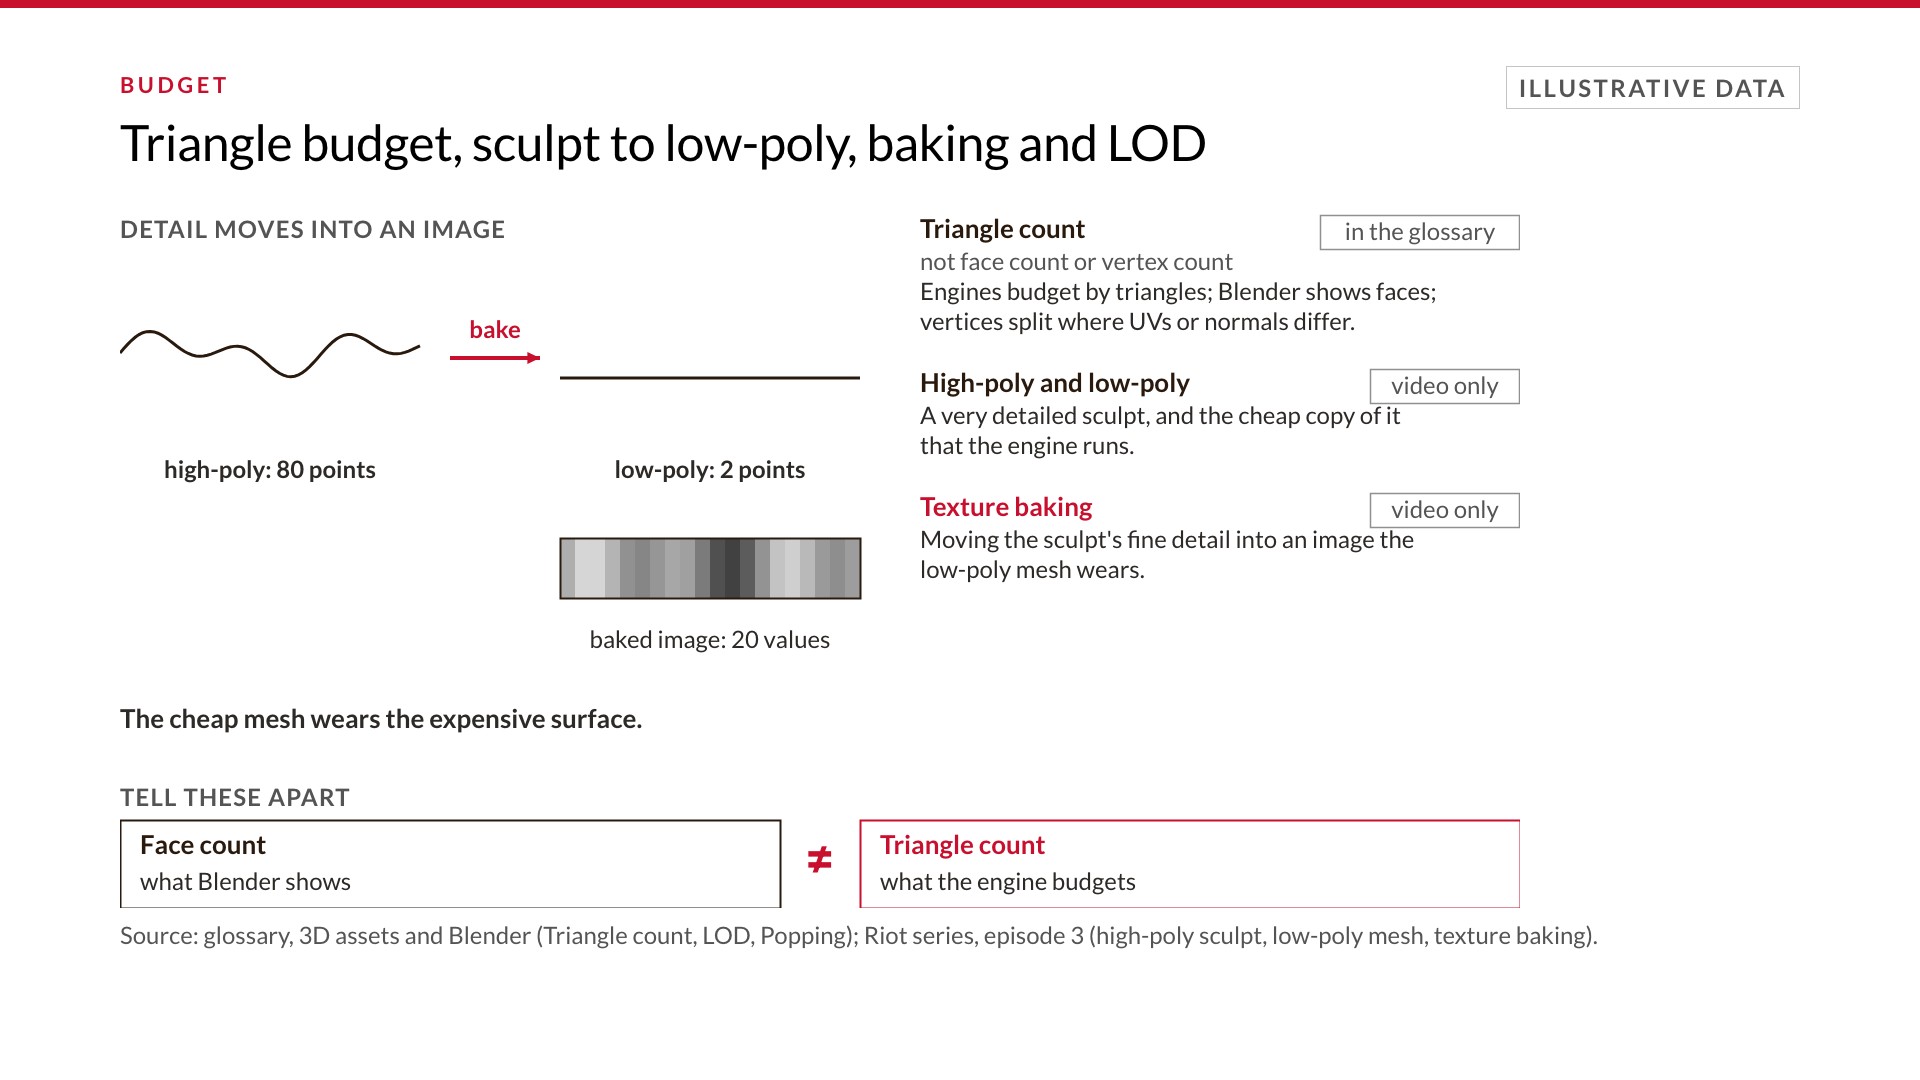 BUDGET
ILLUSTRATIVE DATA
Triangle budget, sculpt to low-poly, baking and LOD
DETAIL MOVES INTO AN IMAGE
bake
high-poly: 80 points
low-poly: 2 points
baked image: 20 values
The cheap mesh wears the expensive surface.
Triangle count
in the glossary
not face count or vertex count
Engines budget by triangles; Blender shows faces;
vertices split where UVs or normals differ.
High-poly and low-poly
video only
A very detailed sculpt, and the cheap copy of it
that the engine runs.
Texture baking
video only
Moving the sculpt's fine detail into an image the
low-poly mesh wears.
TELL THESE APART
Face count
what Blender shows
≠
Triangle count
what the engine budgets
Source: glossary, 3D assets and Blender (Triangle count, LOD, Popping); Riot series, episode 3 (high-poly sculpt, low-poly mesh, texture baking).